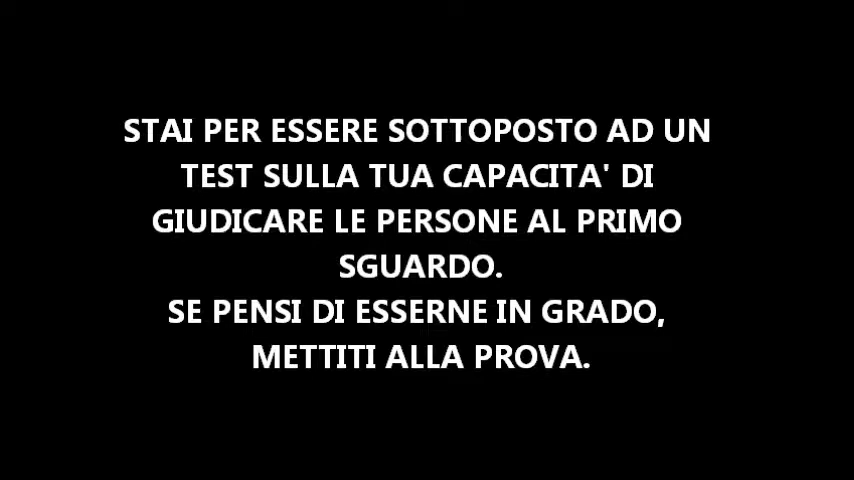 STAI PER ESSERE SOTTOPOSTO AD UN
TEST SULLA TUA CAPACITA' DI
GIUDICARE LE PERSONE AL PRIMO
SGUARDO.
SE PENSI DI ESSERNE IN GRADO,
METTITI ALLA PROVA.